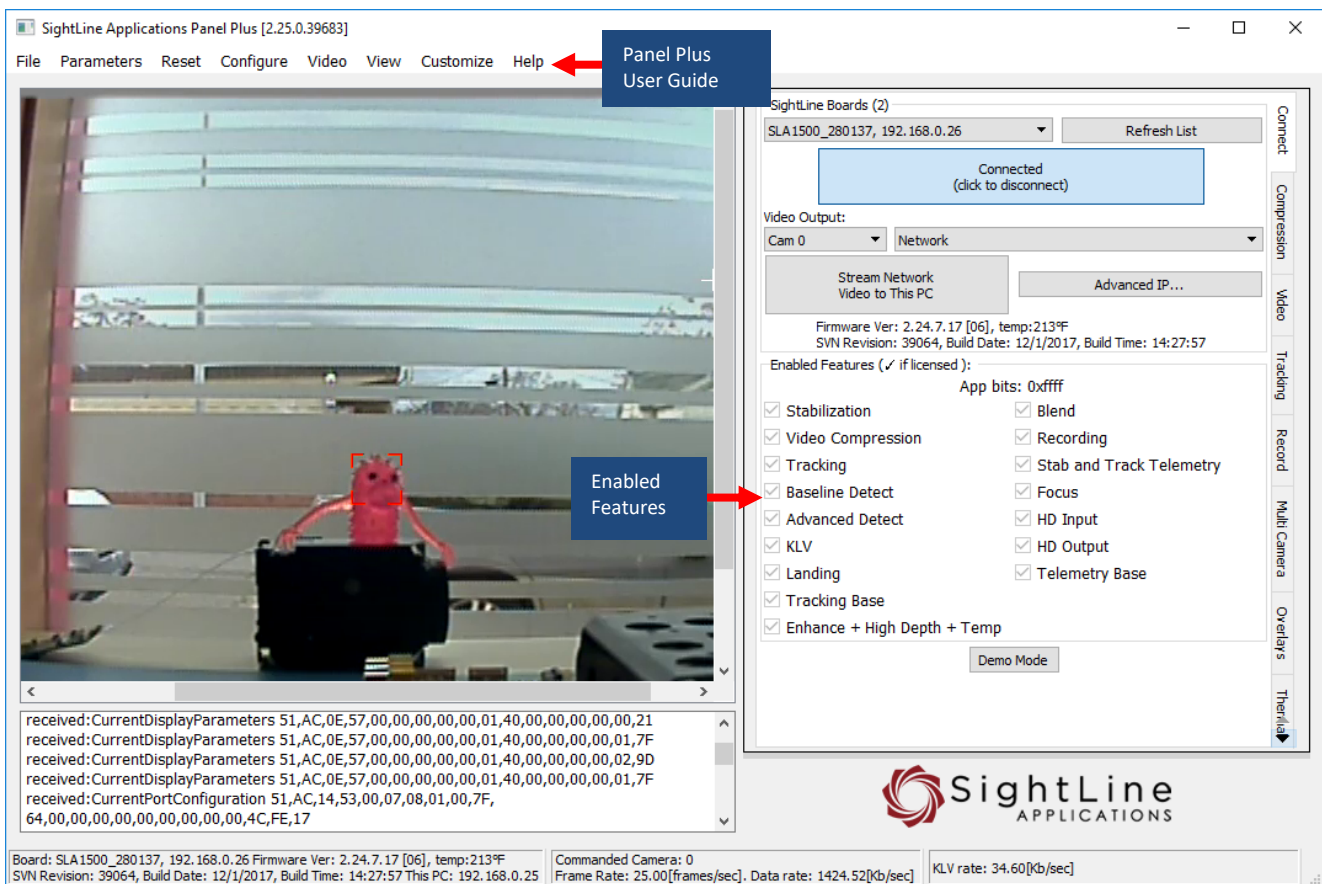 SightLine Applications Panel Plus [2.25.0.39683]
File Parameters Reset Configure Video View Customize Help
Panel Plus
User Guide
SightLine Boards (2)
SLA1500_280137, 192.168.0.26
Refresh List
Connected
(click to disconnect)
Video Output:
Cam 0
Network
Stream Network
Video to This PC
Advanced IP...
Firmware Ver: 2.24.7.17 [06], temp:213°F
SVN Revision: 39064, Build Date: 12/1/2017, Build Time: 14:27:57
Enabled Features (✓ if licensed ):
App bits: 0xffff
Stabilization
Blend
Video Compression
Recording
Tracking
Stab and Track Telemetry
Baseline Detect
Focus
Advanced Detect
HD Input
KLV
HD Output
Landing
Telemetry Base
Tracking Base
Enhance + High Depth + Temp
Demo Mode
Enabled
Features
Connect
Compression
Video
Tracking
Record
Multi Camera
Overlays
Thermal
received:CurrentDisplayParameters 51,AC,0E,57,00,00,00,00,00,01,40,00,00,00,00,00,21
received:CurrentDisplayParameters 51,AC,0E,57,00,00,00,00,00,01,40,00,00,00,00,01,7F
received:CurrentDisplayParameters 51,AC,0E,57,00,00,00,00,00,01,40,00,00,00,00,02,9D
received:CurrentDisplayParameters 51,AC,0E,57,00,00,00,00,00,01,40,00,00,00,00,01,7F
received:CurrentPortConfiguration 51,AC,14,53,00,07,08,01,00,7F,
64,00,00,00,00,00,00,00,00,00,4C,FE,17
SightLine
APPLICATIONS
Board: SLA1500_280137, 192.168.0.26 Firmware Ver: 2.24.7.17 [06], temp:213°F
SVN Revision: 39064, Build Date: 12/1/2017, Build Time: 14:27:57 This PC: 192.168.0.25
Commanded Camera: 0
Frame Rate: 25.00[frames/sec]. Data rate: 1424.52[Kb/sec]
KLV rate: 34.60[Kb/sec]